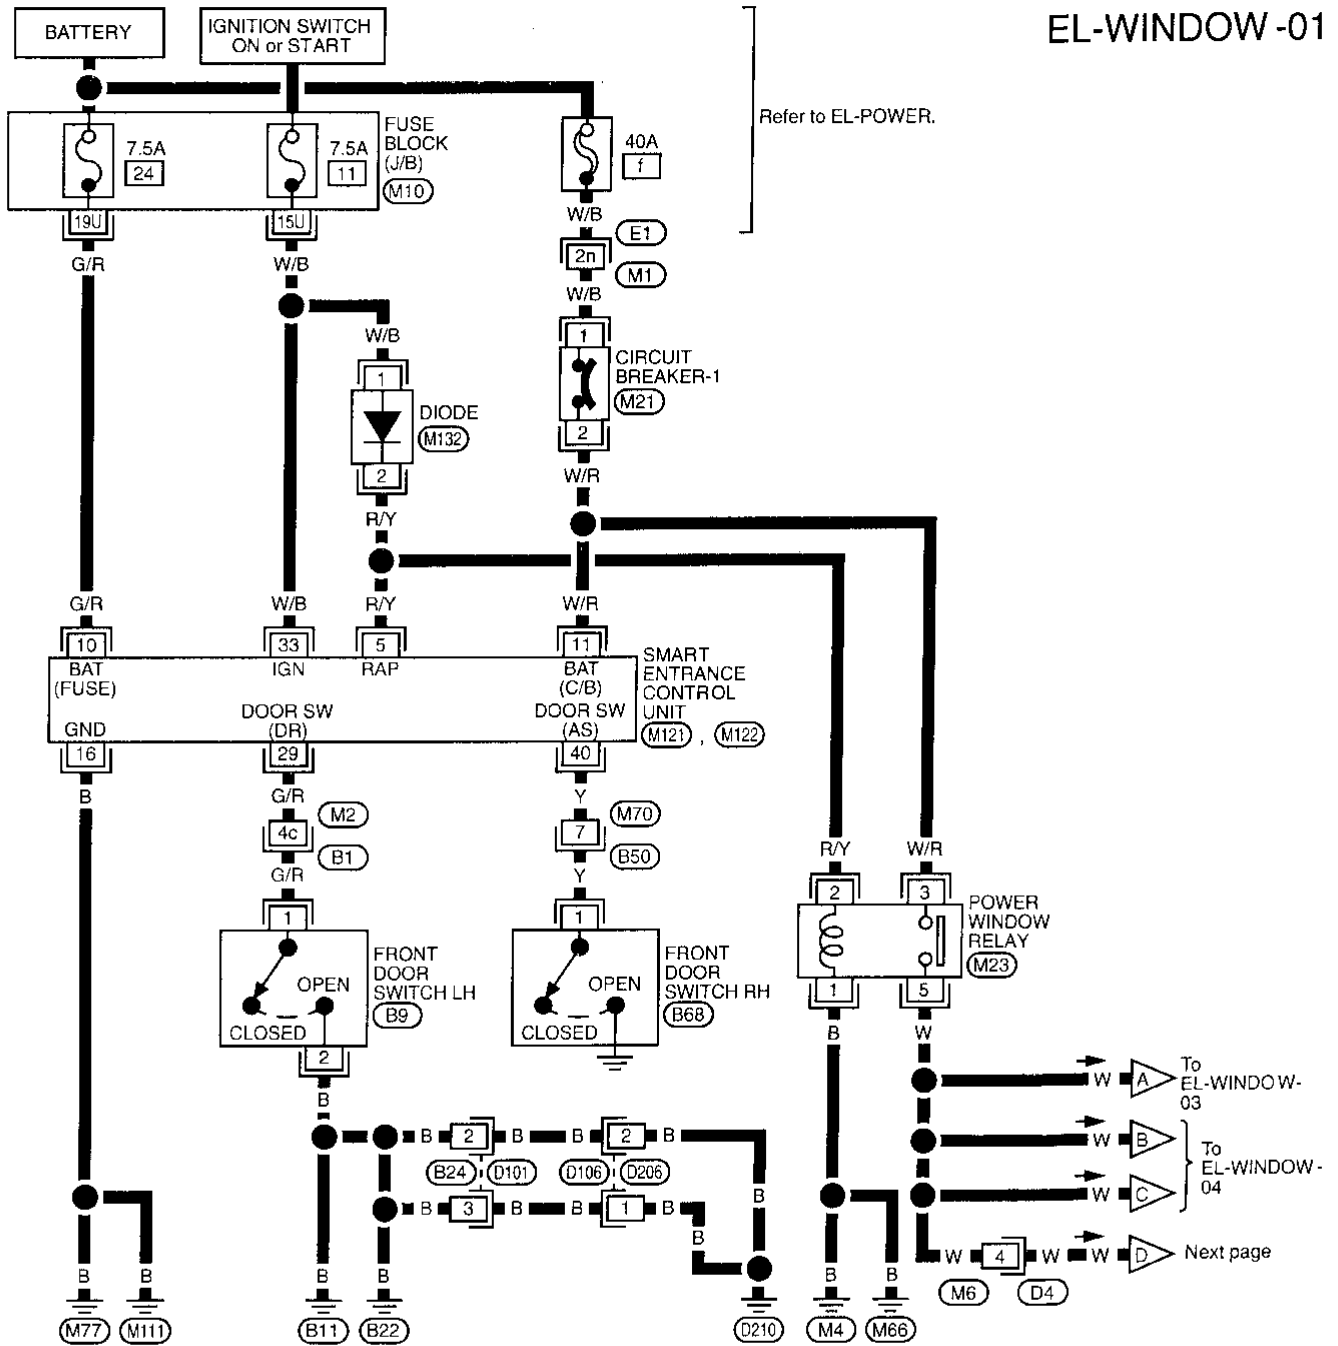 EL-WINDOW-01
BATTERY
IGNITION SWITCH
ON or START
Refer to EL-POWER.
7.5A
24
7.5A
11
FUSE
BLOCK
(J/B)
M10
40A
f
19U
15U
W/B
E1
G/R
W/B
2n
M1
W/B
W/B
1
CIRCUIT
BREAKER-1
M21
1
DIODE
M132
2
2
W/R
R/Y
G/R
W/B
R/Y
W/R
10
33
5
11
BAT
(FUSE)
IGN
RAP
BAT
(C/B)
SMART
ENTRANCE
CONTROL
UNIT
M121 , M122
GND
DOOR SW
(DR)
DOOR SW
(AS)
16
29
40
B
G/R
Y
M2
M70
4c
7
B1
B50
G/R
Y
R/Y
W/R
1
1
2
3
POWER
WINDOW
RELAY
M23
FRONT
DOOR
SWITCH LH
B9
OPEN
CLOSED
FRONT
DOOR
SWITCH RH
B68
OPEN
CLOSED
1
5
2
B
W
B
W
A
To
EL-WINDOW-
03
B
2
B
B
2
B
W
B
To
EL-WINDOW-
04
B24
D101
D106
D206
B
W
C
B
3
B
B
1
B
B
W
4
W
W
D
Next page
M6
D4
B
B
B
B
B
B
M77
M111
B11
B22
D210
M4
M66